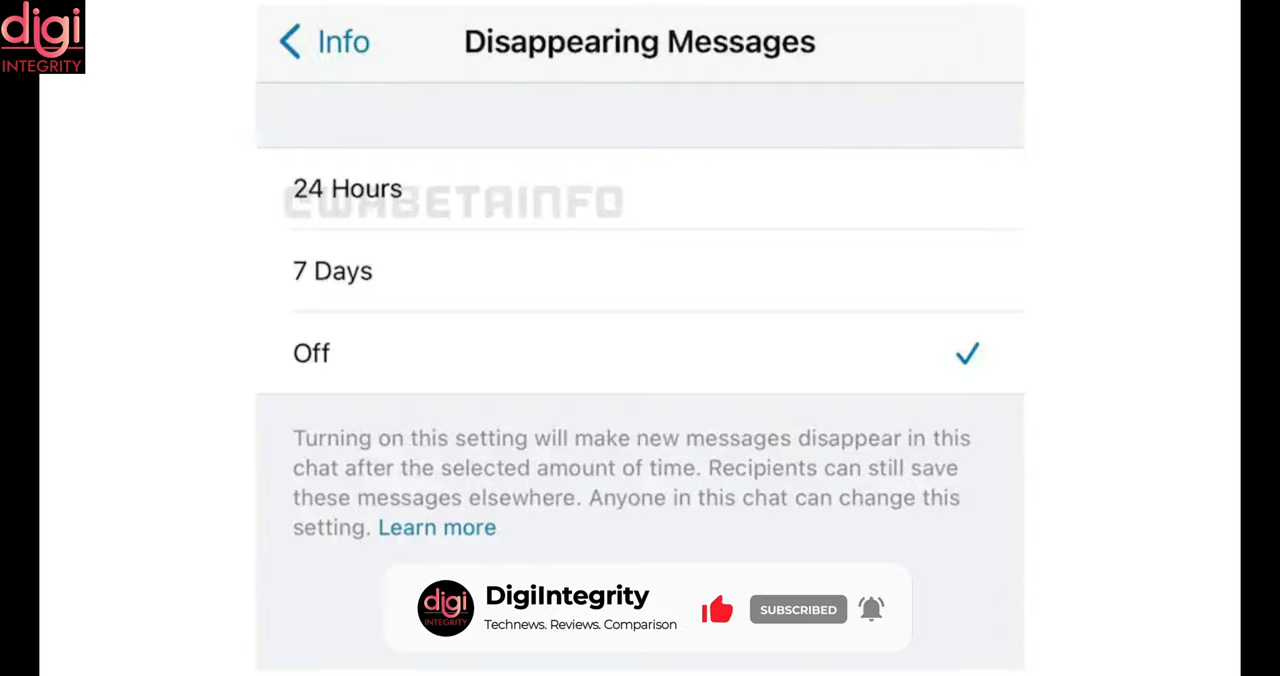 digi
INTEGRITY
Info
Disappearing Messages
24 Hours
©WABETAINFO
7 Days
Off
Turning on this setting will make new messages disappear in this
chat after the selected amount of time. Recipients can still save
these messages elsewhere. Anyone in this chat can change this
setting. Learn more
digi
INTEGRITY
DigiIntegrity
Technews. Reviews. Comparison
SUBSCRIBED